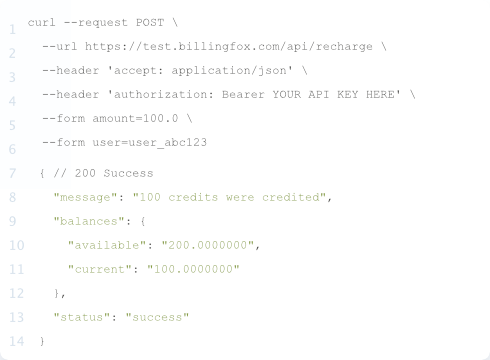 1 curl --request POST \
2 --url https://test.billingfox.com/api/recharge \
3 --header 'accept: application/json' \
4 --header 'authorization: Bearer YOUR API KEY HERE' \
5 --form amount=100.0 \
6 --form user=user_abc123
7 { // 200 Success
8 "message": "100 credits were credited",
9 "balances": {
10 "available": "200.0000000",
11 "current": "100.0000000"
12 },
13 "status": "success"
14 }